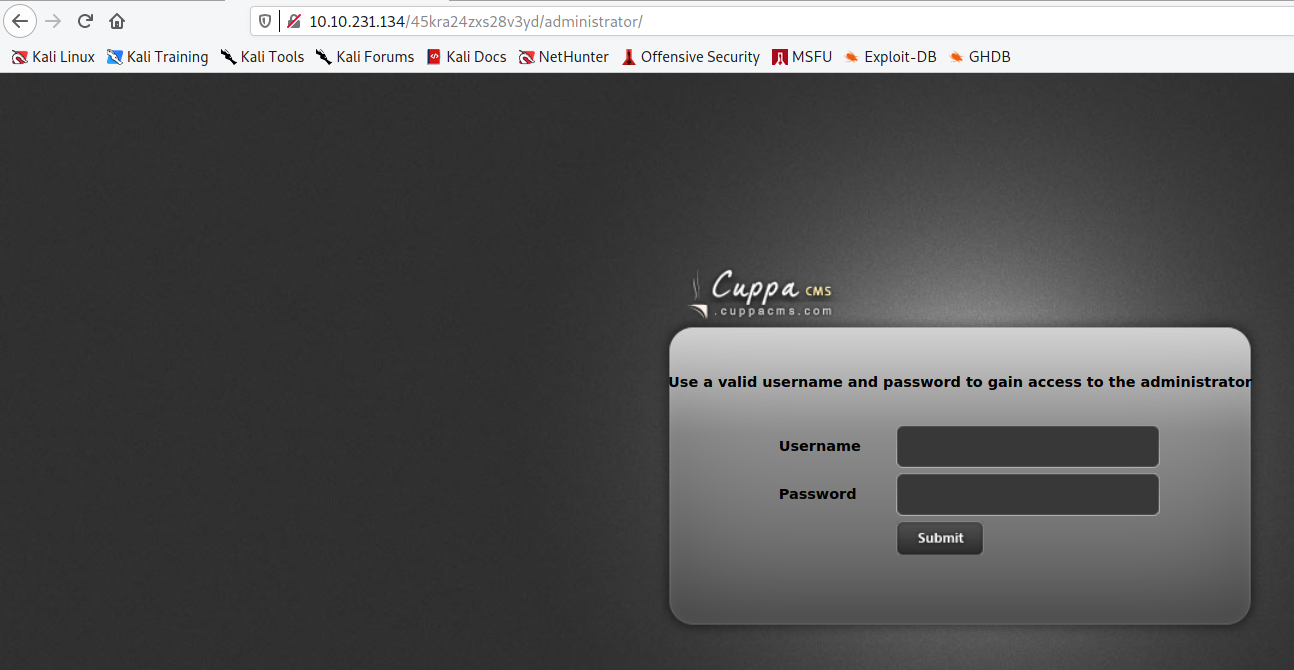 10.10.231.134/45kra24zxs28v3yd/administrator/
Kali Linux Kali Training Kali Tools Kali Forums Kali Docs NetHunter Offensive Security MSFU Exploit-DB GHDB
Cuppa CMS
.cuppacms.com
Use a valid username and password to gain access to the administrator
Username
Password
Submit